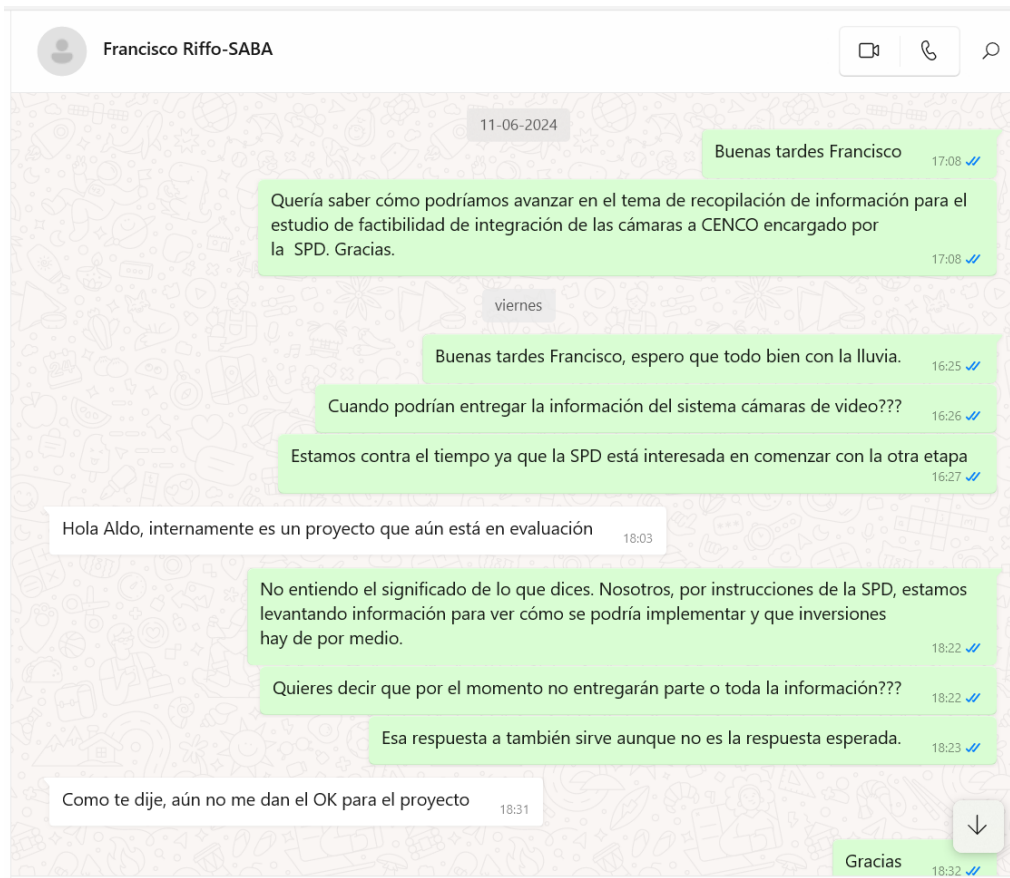 Francisco Riffo-SABA
11-06-2024
Buenas tardes Francisco
17:08
Quería saber cómo podríamos avanzar en el tema de recopilación de información para el
estudio de factibilidad de integración de las cámaras a CENCO encargado por
la  SPD. Gracias.
17:08
viernes
Buenas tardes Francisco, espero que todo bien con la lluvia.
16:25
Cuando podrían entregar la información del sistema cámaras de video???
16:26
Estamos contra el tiempo ya que la SPD está interesada en comenzar con la otra etapa
16:27
Hola Aldo, internamente es un proyecto que aún está en evaluación
18:03
No entiendo el significado de lo que dices. Nosotros, por instrucciones de la SPD, estamos
levantando información para ver cómo se podría implementar y que inversiones
hay de por medio.
18:22
Quieres decir que por el momento no entregarán parte o toda la información???
18:22
Esa respuesta a también sirve aunque no es la respuesta esperada.
18:23
Como te dije, aún no me dan el OK para el proyecto
18:31
Gracias
18:32